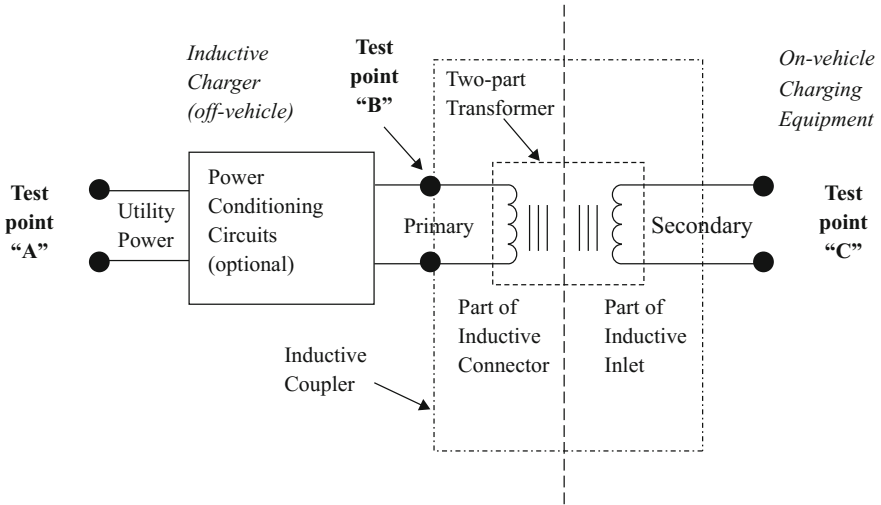 Inductive
Charger
(off-vehicle)
Test
point
“B”
Two-part
Transformer
On-vehicle
Charging
Equipment
Test
point
“A”
Utility
Power
Power
Conditioning
Circuits
(optional)
Primary
Secondary
Test
point
“C”
Part of
Inductive
Connector
Part of
Inductive
Inlet
Inductive
Coupler